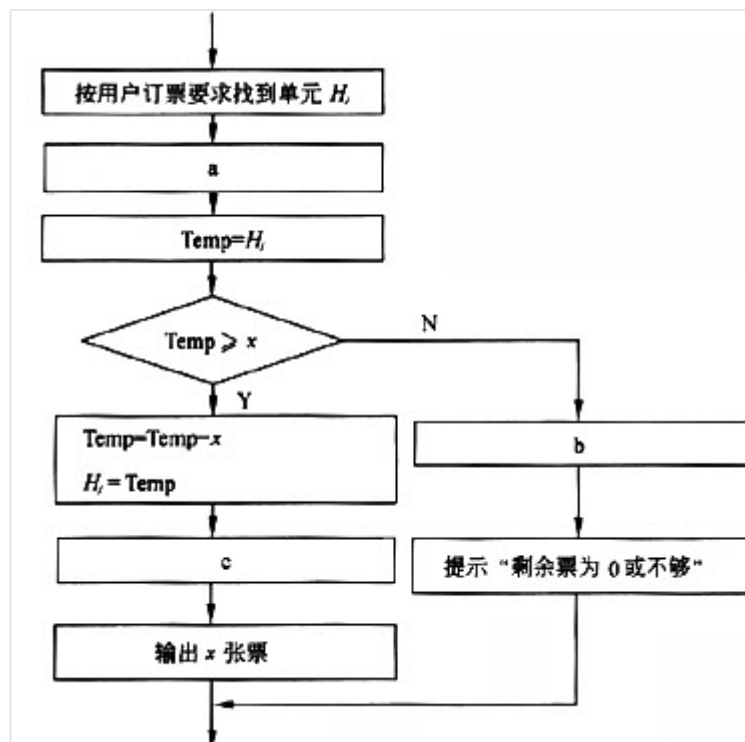 按用户订票要求找到单元 Hi
a
Temp=Hi
Temp ⩾ x
N
Y
Temp=Temp-x
Hi = Temp
b
c
提示“剩余票为 0 或不够”
输出 x 张票